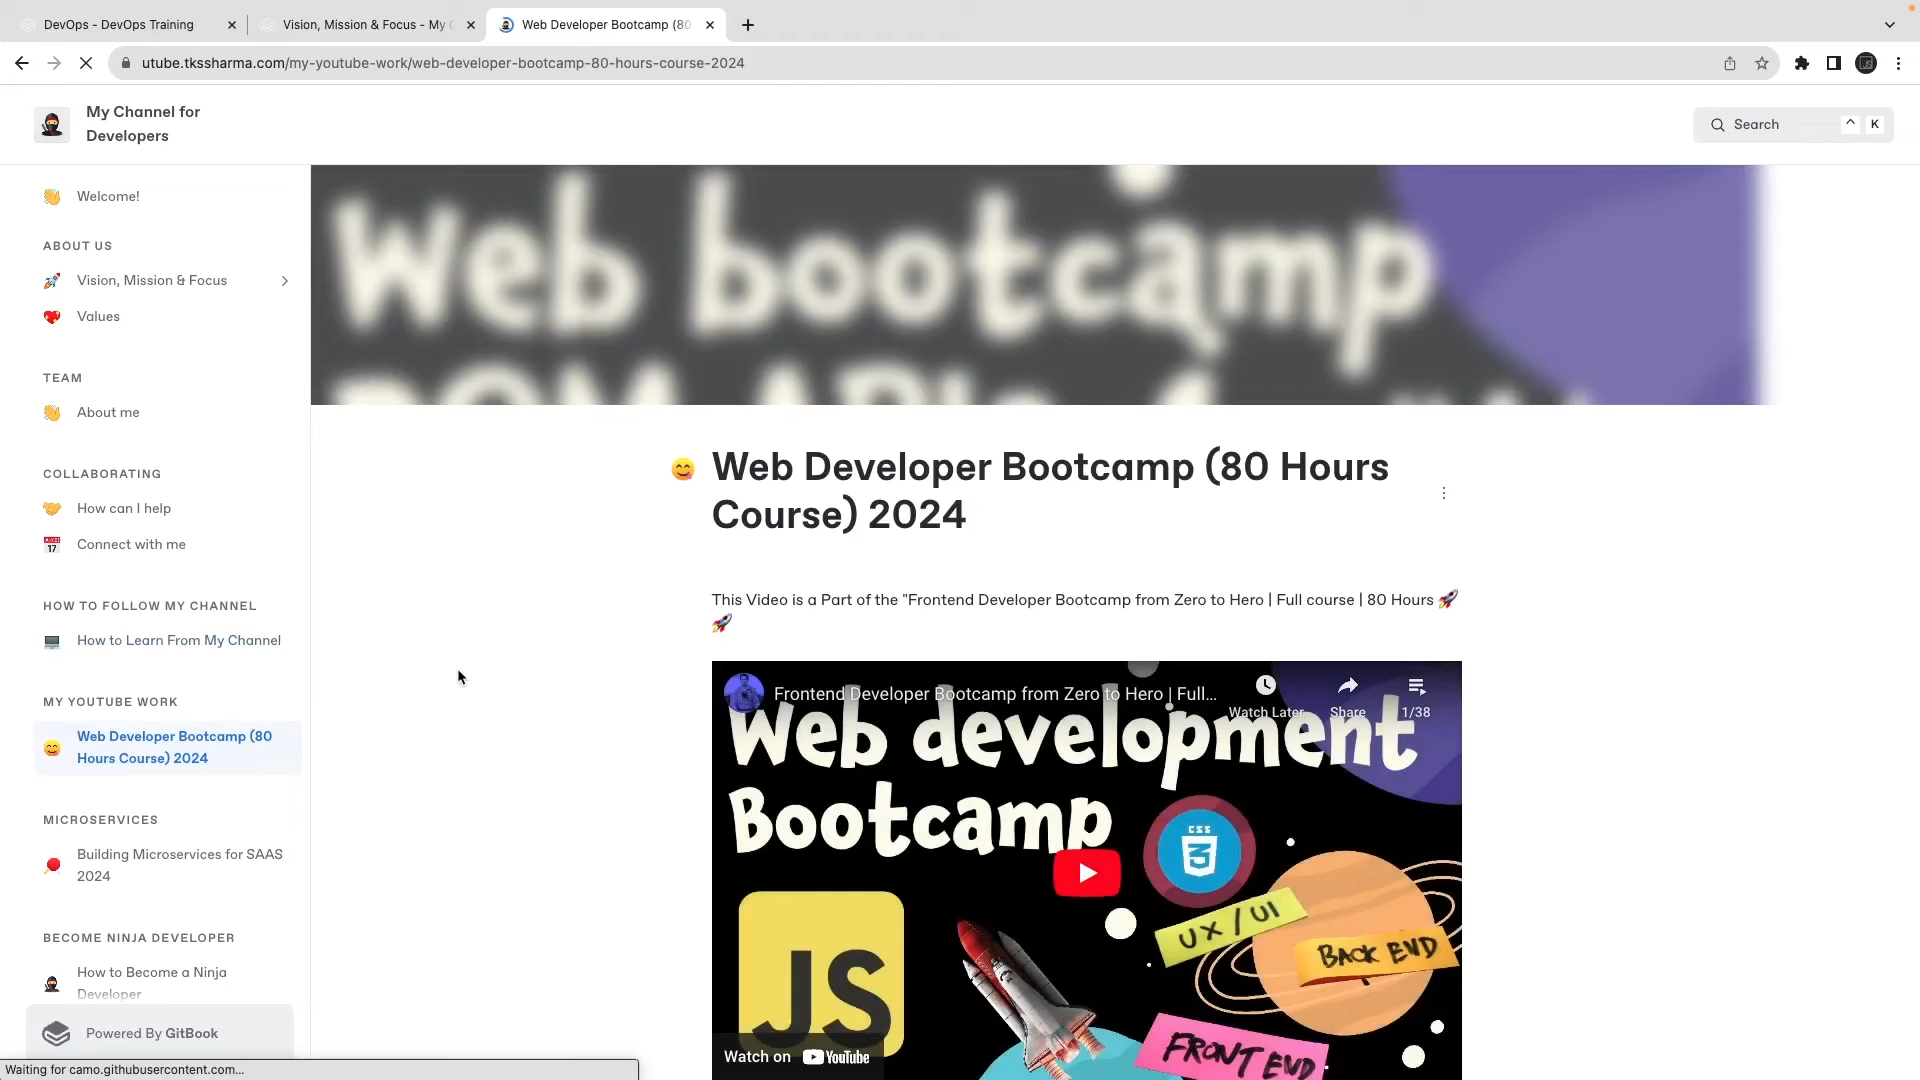 DevOps - DevOps Training
Vision, Mission & Focus - My
Web Developer Bootcamp (80
utube.tkssharma.com/my-youtube-work/web-developer-bootcamp-80-hours-course-2024
My Channel for
Developers
Search
^ K
Welcome!
ABOUT US
Vision, Mission & Focus
Values
TEAM
About me
COLLABORATING
How can I help
17
Connect with me
HOW TO FOLLOW MY CHANNEL
How to Learn From My Channel
MY YOUTUBE WORK
Web Developer Bootcamp (80
Hours Course) 2024
MICROSERVICES
Building Microservices for SAAS
2024
BECOME NINJA DEVELOPER
How to Become a Ninja
Developer
Powered By GitBook
Waiting for camo.githubusercontent.com...
Web bootcamp
Web Developer Bootcamp (80 Hours
Course) 2024
This Video is a Part of the "Frontend Developer Bootcamp from Zero to Hero | Full course | 80 Hours 🚀
🚀
Frontend Developer Bootcamp from Zero to Hero | Full...
Watch Later
Share
1/38
Web development
Bootcamp
CSS
3
UX / UI
BACK END
JS
FRONT END
Watch on YouTube